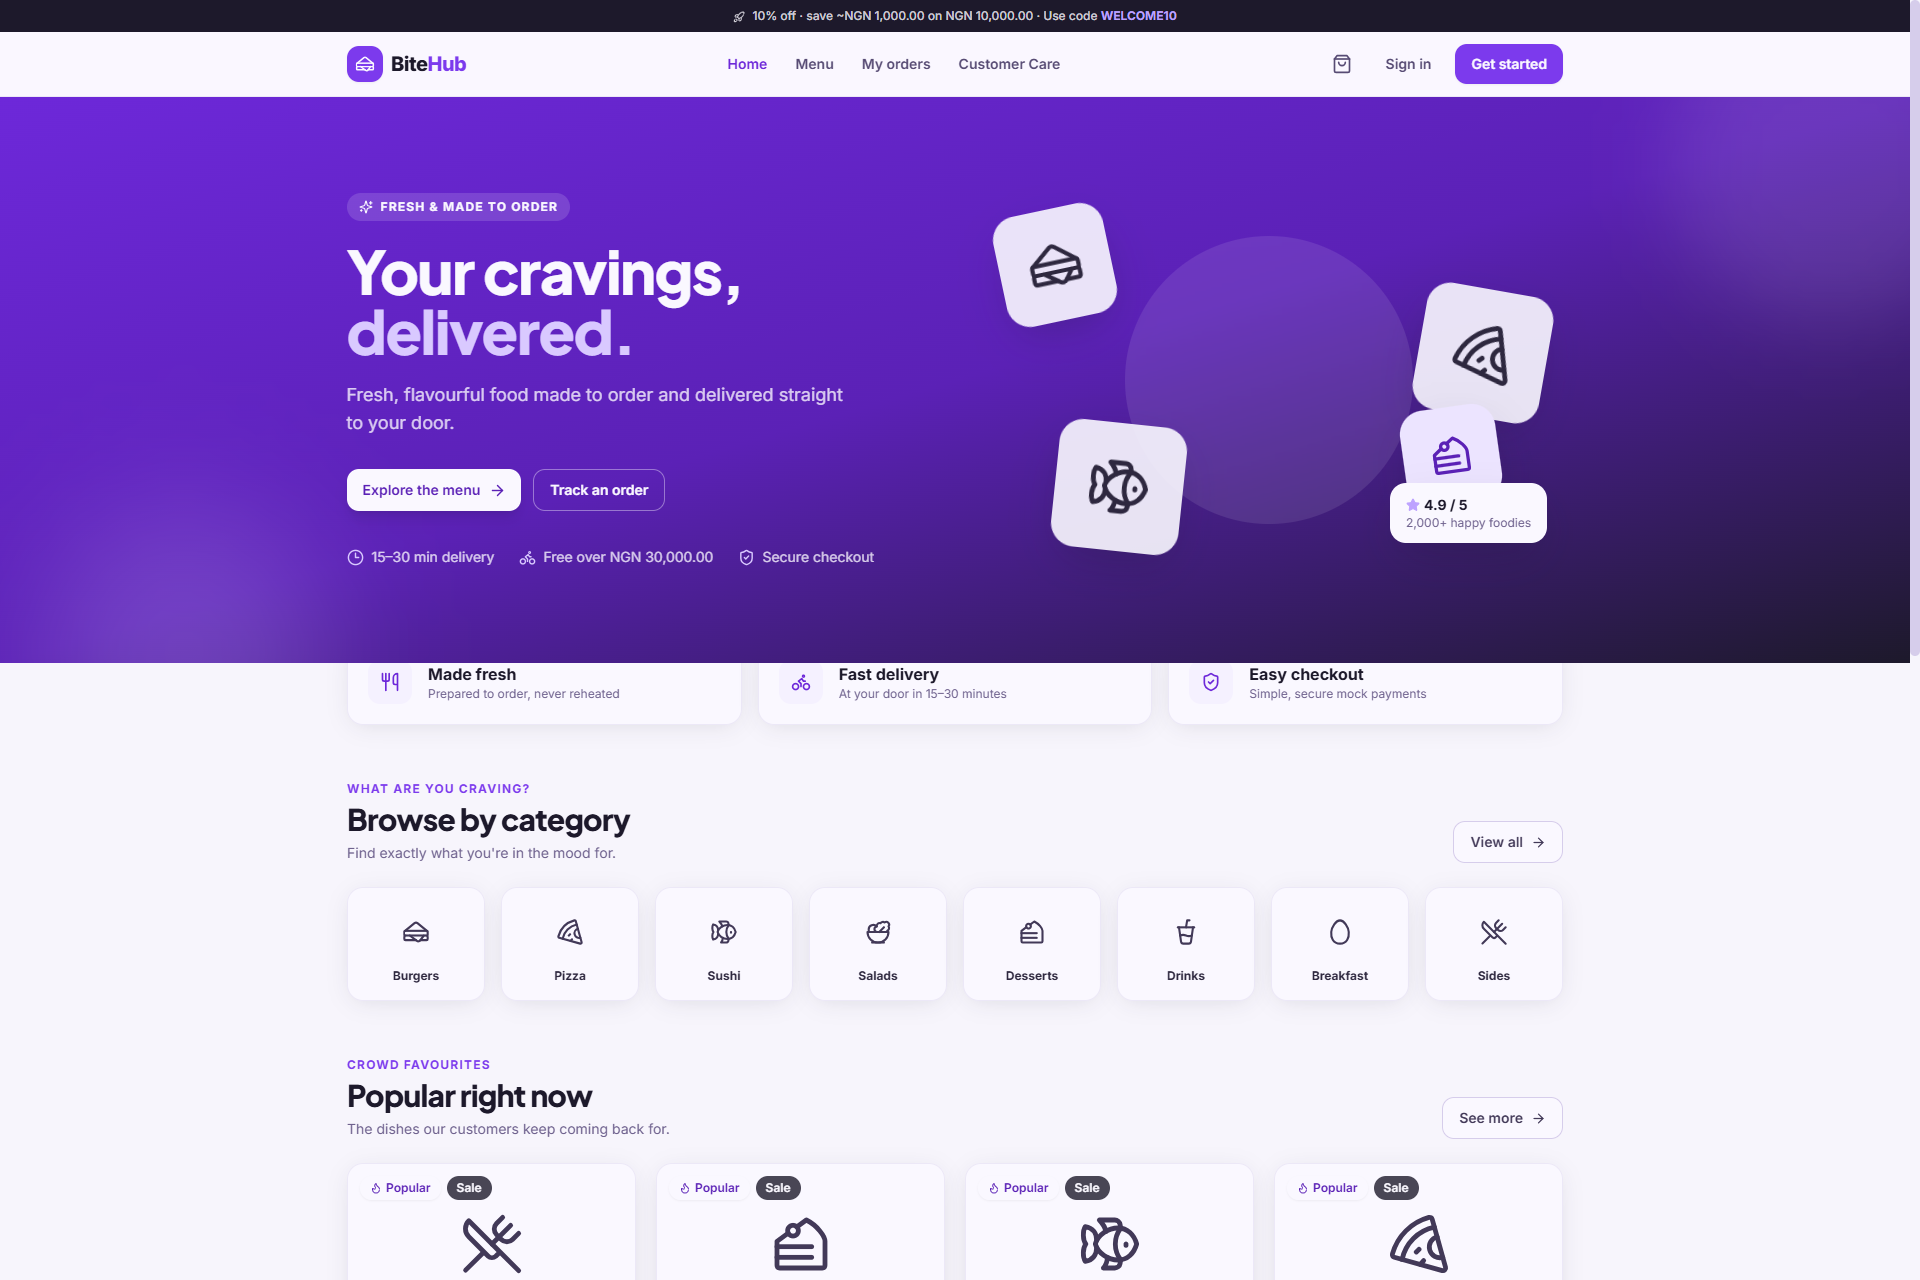 10% off · save ~NGN 1,000.00 on NGN 10,000.00 · Use code WELCOME10
BiteHub
Home
Menu
My orders
Customer Care
Sign in
Get started
FRESH & MADE TO ORDER
Your cravings,
delivered.
Fresh, flavourful food made to order and delivered straight
to your door.
Explore the menu
Track an order
15–30 min delivery
Free over NGN 30,000.00
Secure checkout
4.9 / 5
2,000+ happy foodies
Made fresh
Prepared to order, never reheated
Fast delivery
At your door in 15–30 minutes
Easy checkout
Simple, secure mock payments
WHAT ARE YOU CRAVING?
Browse by category
Find exactly what you're in the mood for.
View all
Burgers
Pizza
Sushi
Salads
Desserts
Drinks
Breakfast
Sides
CROWD FAVOURITES
Popular right now
The dishes our customers keep coming back for.
See more
Popular
Sale
Popular
Sale
Popular
Sale
Popular
Sale